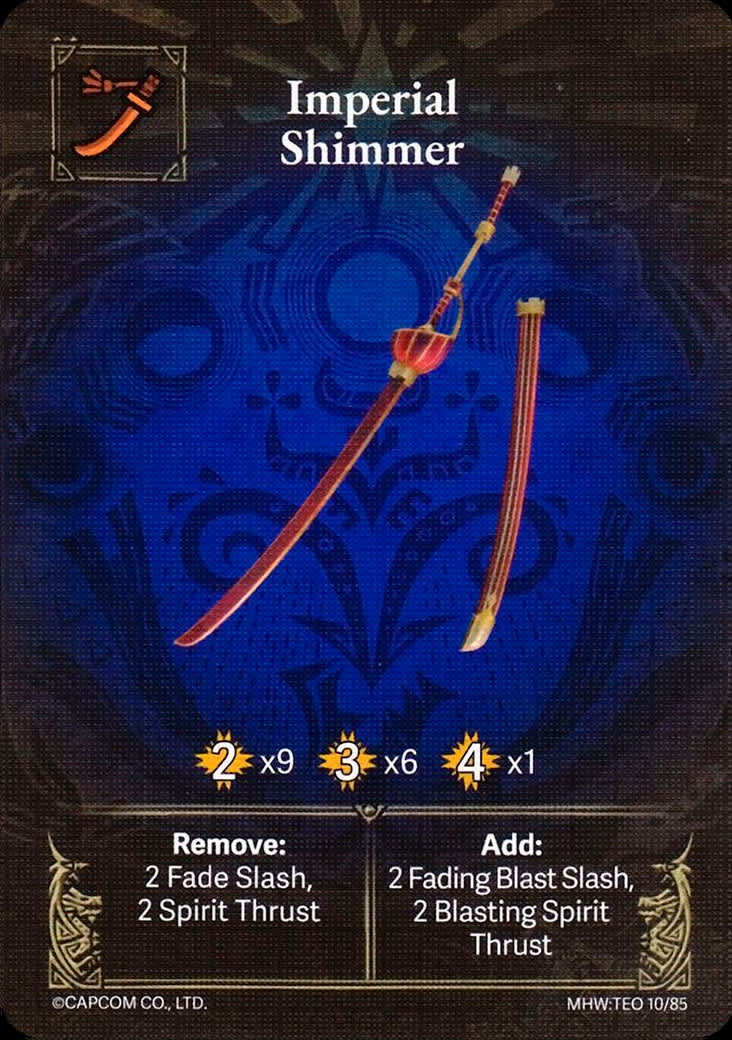 Imperial
Shimmer
2 x9 3 x6 4 x1
Remove:
2 Fade Slash,
2 Spirit Thrust
Add:
2 Fading Blast Slash,
2 Blasting Spirit
Thrust
©CAPCOM CO., LTD.
MHW:TEO 10/85